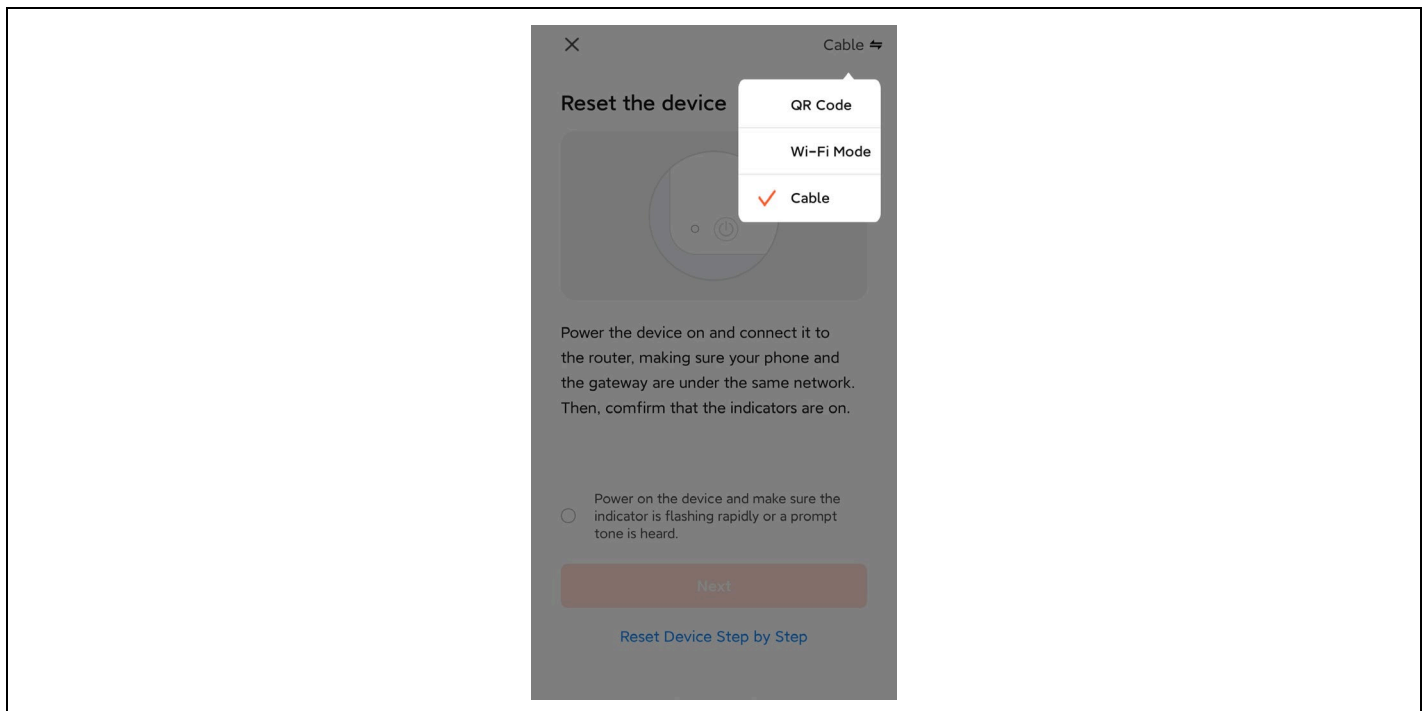 Cable
Reset the device
QR Code
Wi-Fi Mode
Cable
Power the device on and connect it to
the router, making sure your phone and
the gateway are under the same network.
Then, comfirm that the indicators are on.
Power on the device and make sure the
indicator is flashing rapidly or a prompt
tone is heard.
Next
Reset Device Step by Step